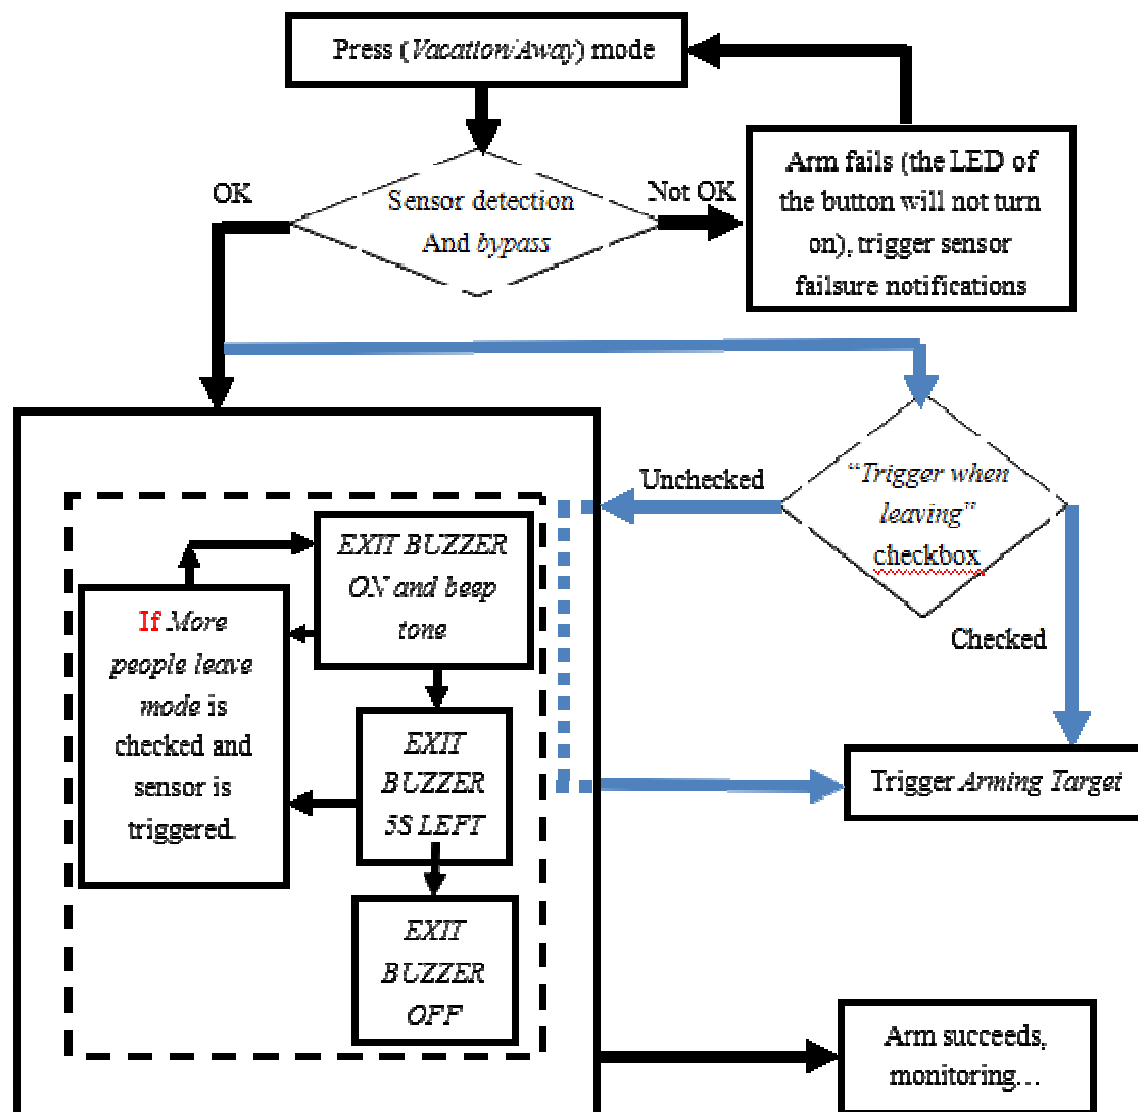 Press (Vacation/Away) mode
OK
Sensor detection
And bypass
Not OK
Arm fails (the LED of
the button will not turn
on), trigger sensor
failsure notifications
Unchecked
“Trigger when
leaving”
checkbox
Checked
EXIT BUZZER
ON and beep
tone
If More
people leave
mode is
checked and
sensor is
triggered.
EXIT
BUZZER
5S LEFT
EXIT
BUZZER
OFF
Trigger Arming Target
Arm succeeds,
monitoring…